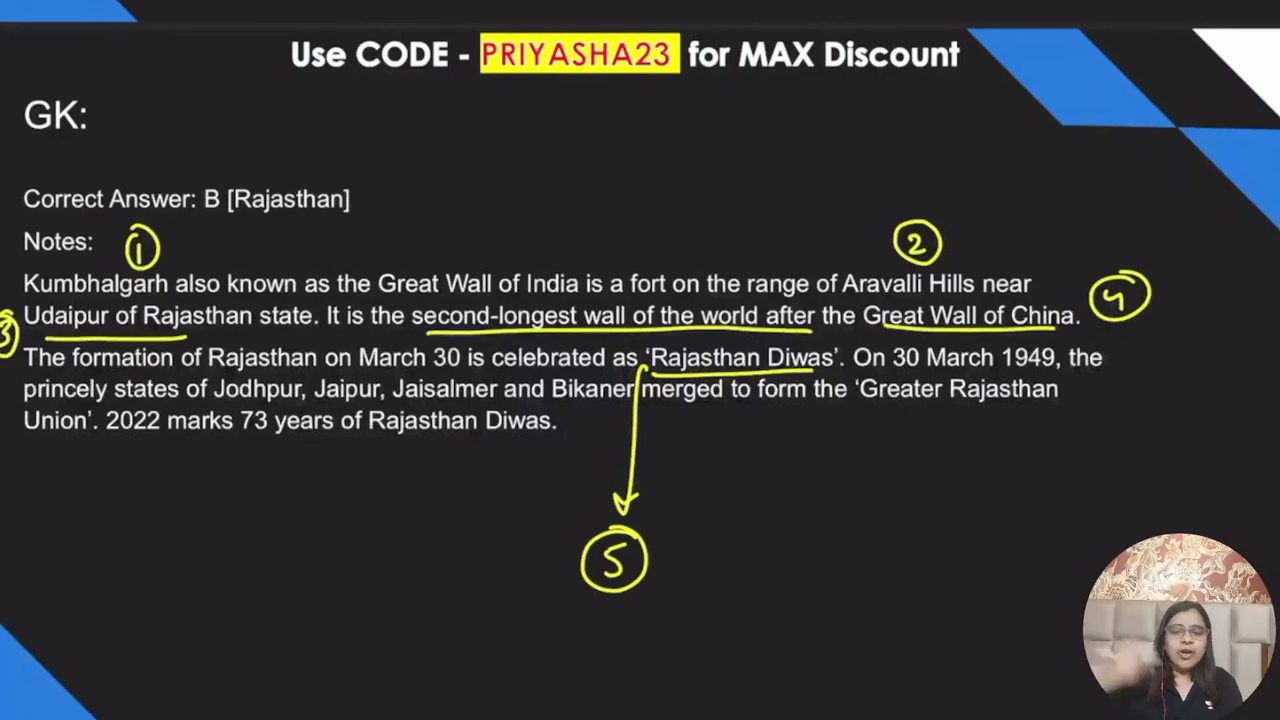 Use CODE - PRIYASHA23 for MAX Discount
GK:
Correct Answer: B [Rajasthan]
Notes:
1
2
Kumbhalgarh also known as the Great Wall of India is a fort on the range of Aravalli Hills near
4
3
Udaipur of Rajasthan state. It is the second-longest wall of the world after the Great Wall of China.
The formation of Rajasthan on March 30 is celebrated as ‘Rajasthan Diwas’. On 30 March 1949, the
princely states of Jodhpur, Jaipur, Jaisalmer and Bikaner merged to form the ‘Greater Rajasthan
Union’. 2022 marks 73 years of Rajasthan Diwas.
5